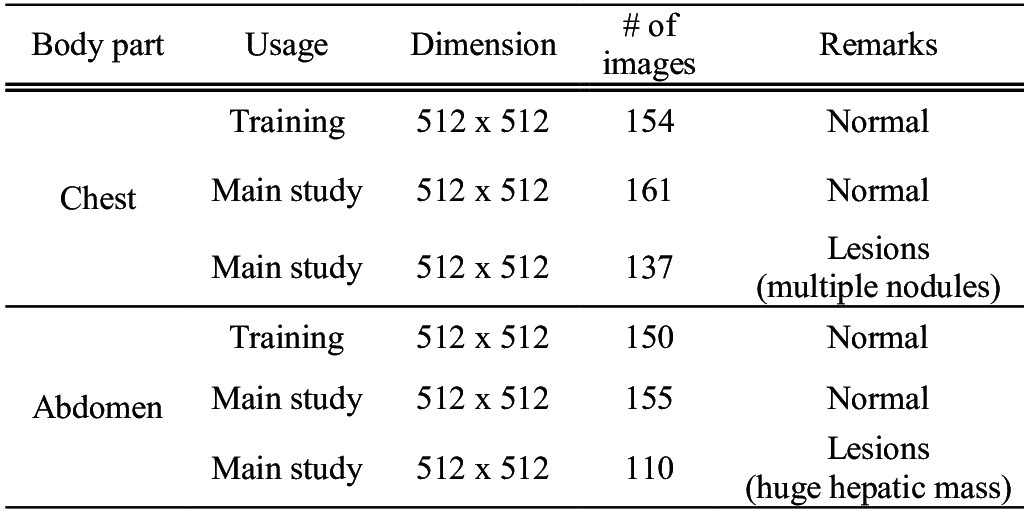 Body part Usage Dimension # of images Remarks
Chest Training 512 x 512 154 Normal
Main study 512 x 512 161 Normal
Main study 512 x 512 137 Lesions
(multiple nodules)
Abdomen Training 512 x 512 150 Normal
Main study 512 x 512 155 Normal
Main study 512 x 512 110 Lesions
(huge hepatic mass)